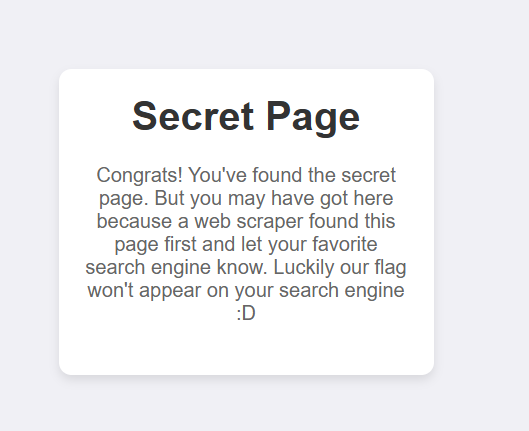 Secret Page
Congrats! You've found the secret
page. But you may have got here
because a web scraper found this
page first and let your favorite
search engine know. Luckily our flag
won't appear on your search engine
:D